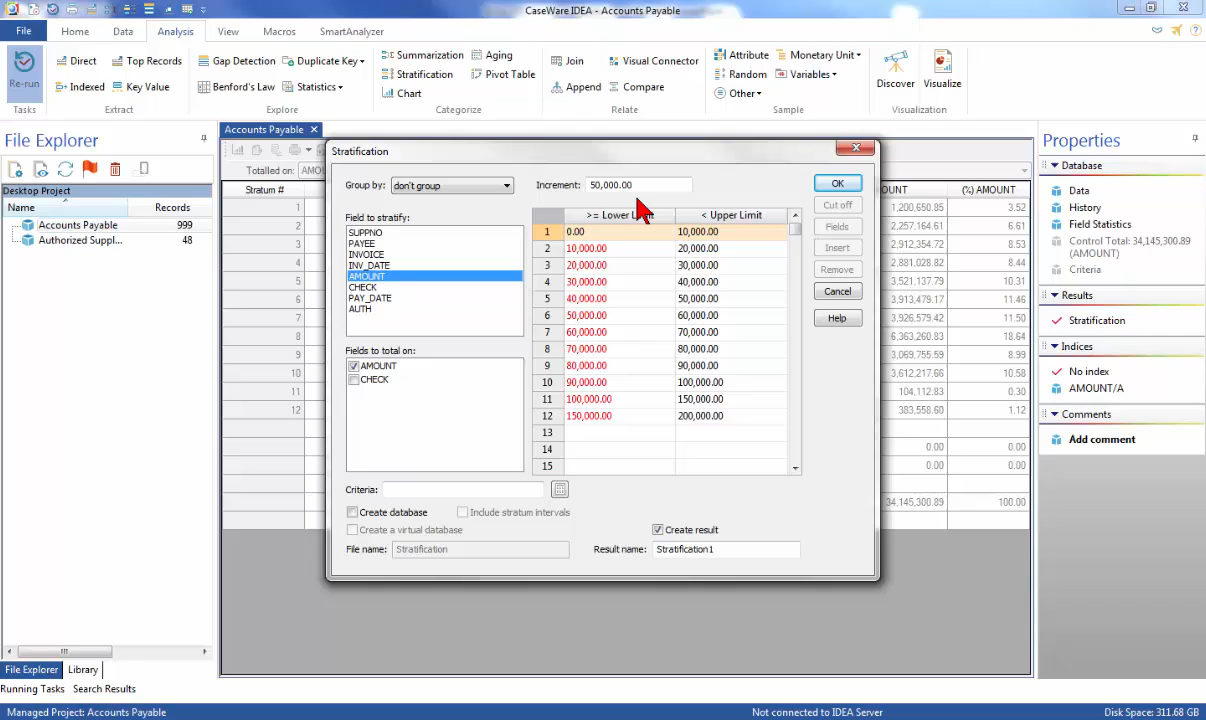 CaseWare IDEA - Accounts Payable
File Home Data Analysis View Macros SmartAnalyzer
Re-run
Tasks
Direct
Top Records
Indexed
Key Value
Extract
Gap Detection
Duplicate Key
Benford's Law
Statistics
Explore
Summarization
Aging
Stratification
Pivot Table
Chart
Categorize
Join
Visual Connector
Append
Compare
Relate
Attribute
Monetary Unit
Random
Variables
Other
Sample
Discover
Visualize
Visualization
File Explorer
Desktop Project
Name Records
Accounts Payable 999
Authorized Suppl... 48
File Explorer Library
Running Tasks Search Results
Managed Project: Accounts Payable
Not connected to IDEA Server
Disk Space: 311.68 GB
Accounts Payable
Totalled on: AMO
Stratum #
1
2
3
4
5
6
7
8
9
10
11
12
Stratification
Group by: don't group
Increment: 50,000.00
Field to stratify:
SUPPNO
PAYEE
INVOICE
INV_DATE
AMOUNT
CHECK
PAY_DATE
AUTH
Fields to total on:
AMOUNT
CHECK
>= Lower Limit < Upper Limit
1 0.00 10,000.00
2 10,000.00 20,000.00
3 20,000.00 30,000.00
4 30,000.00 40,000.00
5 40,000.00 50,000.00
6 50,000.00 60,000.00
7 60,000.00 70,000.00
8 70,000.00 80,000.00
9 80,000.00 90,000.00
10 90,000.00 100,000.00
11 100,000.00 150,000.00
12 150,000.00 200,000.00
13
14
15
OK
Cut off
Fields
Insert
Remove
Cancel
Help
Criteria:
Create database
Include stratum intervals
Create a virtual database
Create result
File name: Stratification
Result name: Stratification1
OUNT (%) AMOUNT
1,200,650.85 3.52
2,257,164.61 6.61
2,912,354.72 8.53
2,881,028.82 8.44
3,521,137.29 10.31
3,913,479.17 11.46
3,926,579.42 11.50
6,363,260.83 18.64
3,069,755.59 8.99
3,612,217.66 10.58
104,112.83 0.30
383,558.60 1.12
0.00 0.00
0.00 0.00
34,145,300.89 100.00
Properties
Database
Data
History
Field Statistics
Control Total: 34,145,300.89
(AMOUNT)
Criteria
Results
Stratification
Indices
No index
AMOUNT/A
Comments
Add comment